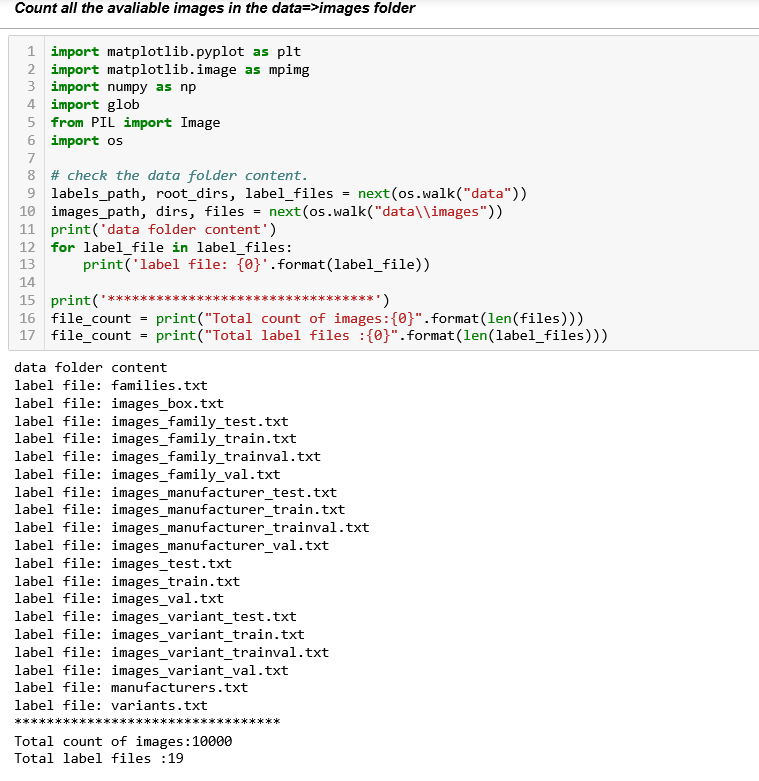 Count all the avaliable images in the data=>images folder
1 import matplotlib.pyplot as plt
2 import matplotlib.image as mpimg
3 import numpy as np
4 import glob
5 from PIL import Image
6 import os
7
8 # check the data folder content.
9 labels_path, root_dirs, label_files = next(os.walk("data"))
10 images_path, dirs, files = next(os.walk("data\\images"))
11 print('data folder content')
12 for label_file in label_files:
13     print('label file: {0}'.format(label_file))
14
15 print('*********************************')
16 file_count = print("Total count of images:{0}".format(len(files)))
17 file_count = print("Total label files :{0}".format(len(label_files)))
data folder content
label file: families.txt
label file: images_box.txt
label file: images_family_test.txt
label file: images_family_train.txt
label file: images_family_trainval.txt
label file: images_family_val.txt
label file: images_manufacturer_test.txt
label file: images_manufacturer_train.txt
label file: images_manufacturer_trainval.txt
label file: images_manufacturer_val.txt
label file: images_test.txt
label file: images_train.txt
label file: images_val.txt
label file: images_variant_test.txt
label file: images_variant_train.txt
label file: images_variant_trainval.txt
label file: images_variant_val.txt
label file: manufacturers.txt
label file: variants.txt
*********************************
Total count of images:10000
Total label files :19